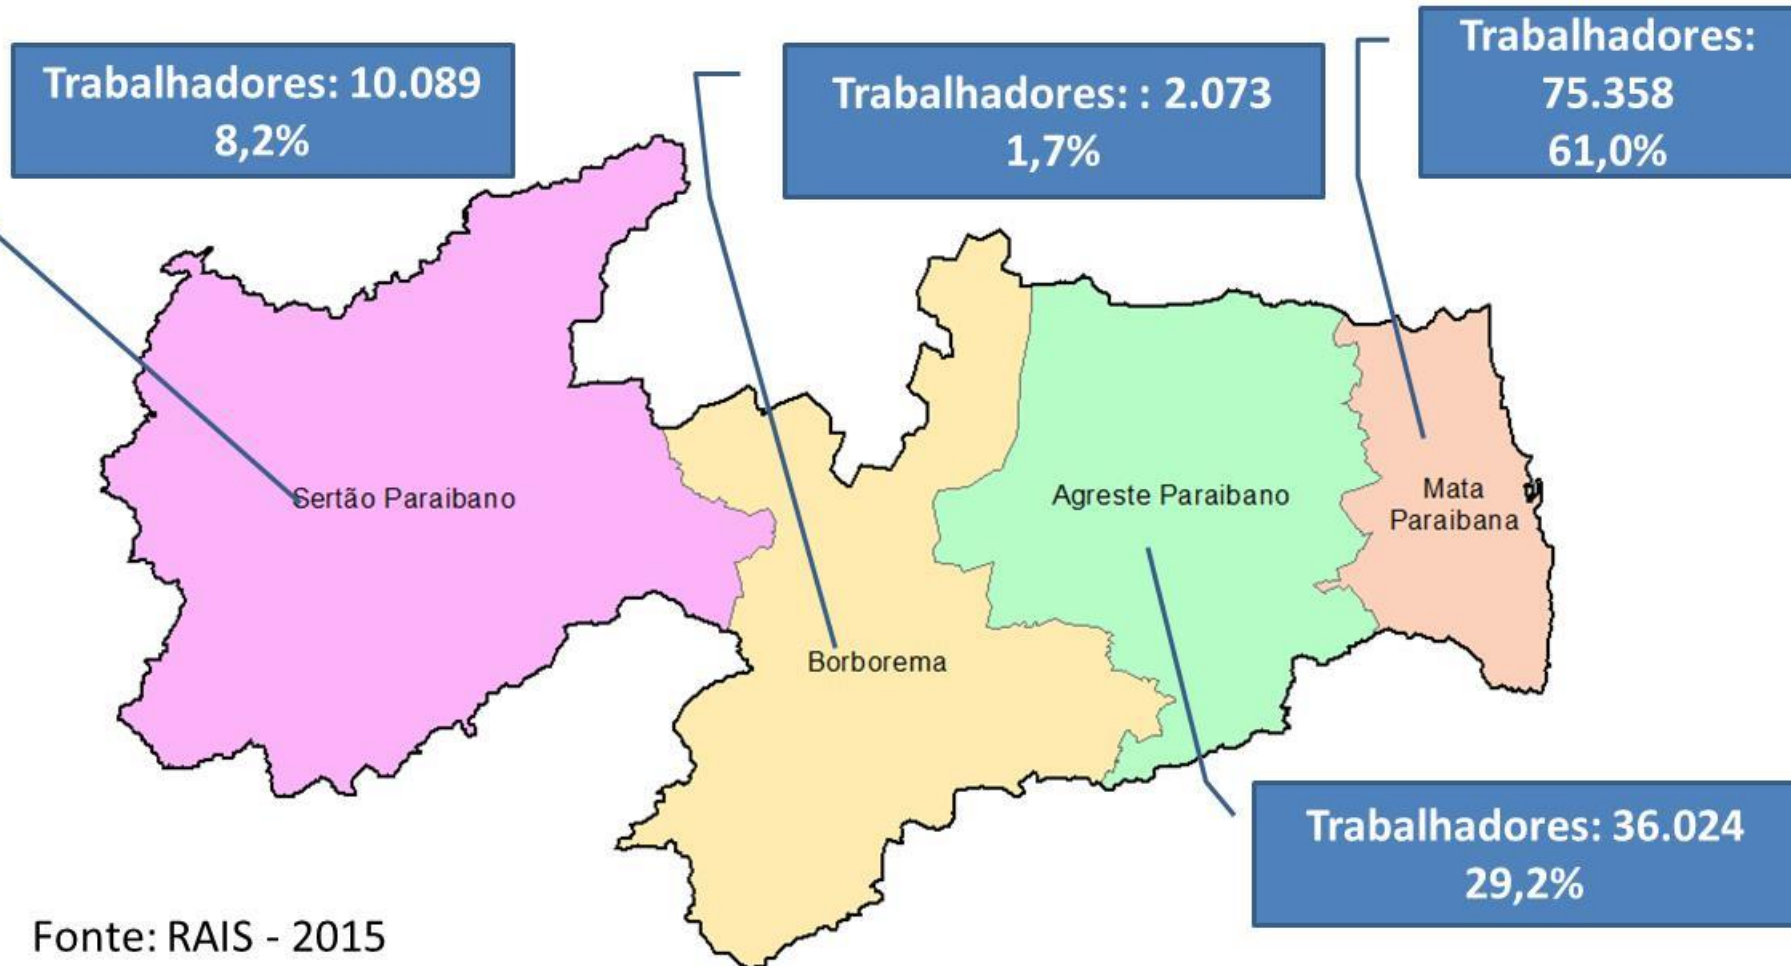 Trabalhadores: 10.089
8,2%
Trabalhadores: : 2.073
1,7%
Trabalhadores:
75.358
61,0%
Sertão Paraibano
Agreste Paraibano
Mata
Paraibana
Borborema
Trabalhadores: 36.024
29,2%
Fonte: RAIS - 2015